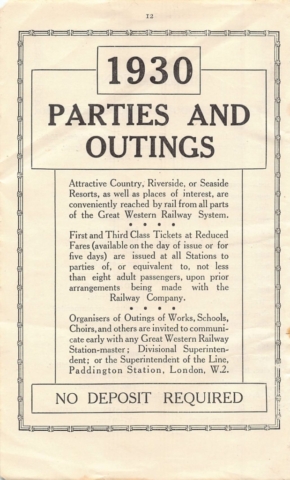 12
1930
PARTIES AND
OUTINGS
Attractive Country, Riverside, or Seaside
Resorts, as well as places of interest, are
conveniently reached by rail from all parts
of the Great Western Railway System.
• • • •
First and Third Class Tickets at Reduced
Fares (available on the day of issue or for
five days) are issued at all Stations to
parties of, or equivalent to, not less
than eight adult passengers, upon prior
arrangements being made with the
Railway Company.
• • • •
Organisers of Outings of Works, Schools,
Choirs, and others are invited to communi-
cate early with any Great Western Railway
Station-master; Divisional Superinten-
dent; or the Superintendent of the Line,
Paddington Station, London, W.2.
NO DEPOSIT REQUIRED